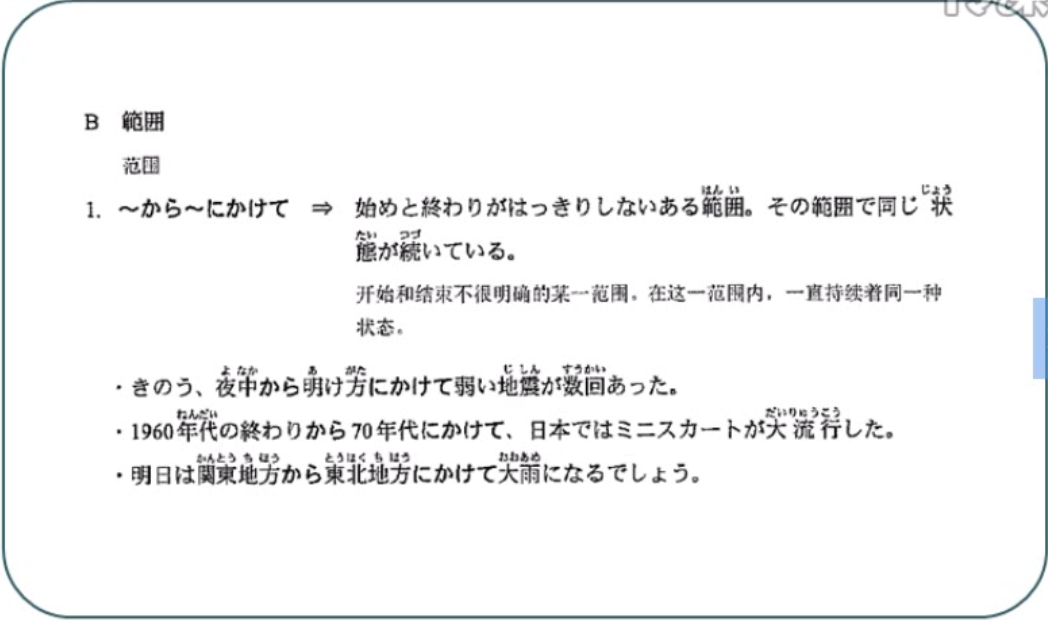 B 範囲
范围
1. ～から～にかけて ⇒ 始めと終わりがはっきりしないある範囲。その範囲で同じ状
態が続いている。
开始和结束不很明确的某一范围。在这一范围内，一直持续着同一种
状态。
・きのう、夜中から明け方にかけて弱い地震が数回あった。
・1960年代の終わりから70年代にかけて、日本ではミニスカートが大流行した。
・明日は関東地方から東北地方にかけて大雨になるでしょう。